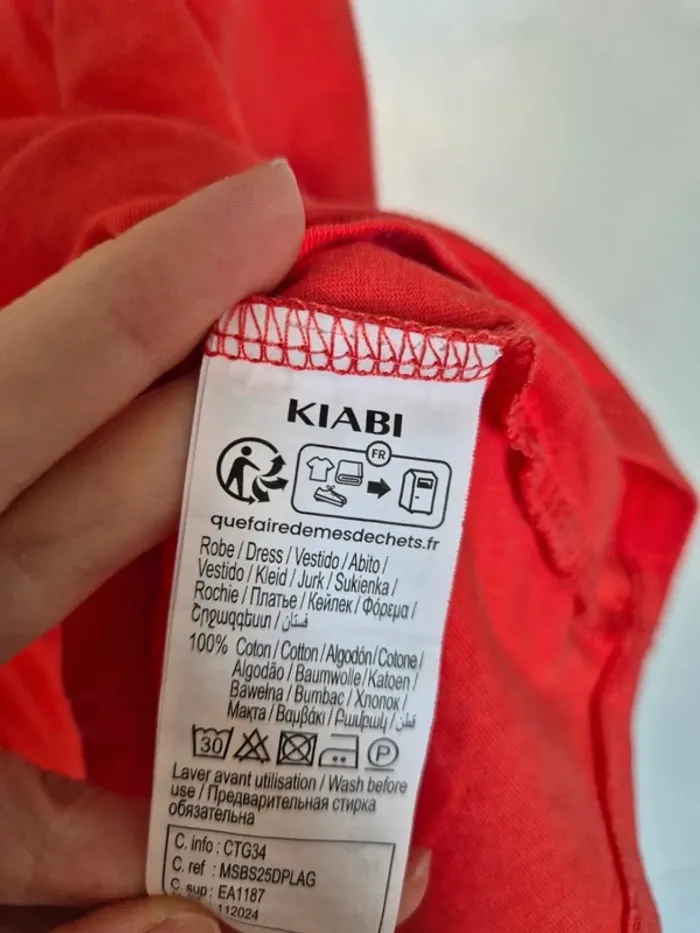 KIABI
FR
quefairedemesdechets.fr
Robe / Dress / Vestido / Abito /
Vestido / Kleid / Jurk / Sukienka /
Rochie / Платье / Көйлек / Φόρεμα /
Շրջազգեստ / فستان
100% Coton / Cotton / Algodón / Cotone /
Algodão / Baumwolle / Katoen /
Bawełna / Bumbac / Хлопок /
Мақта / Βαμβάκι / Բամբակ / قطن
30 P
Laver avant utilisation / Wash before
use / Предварительная стирка
обязательна
C. info : CTG34
C. ref : MSBS25DPLAG
C. sup : EA1187
112024